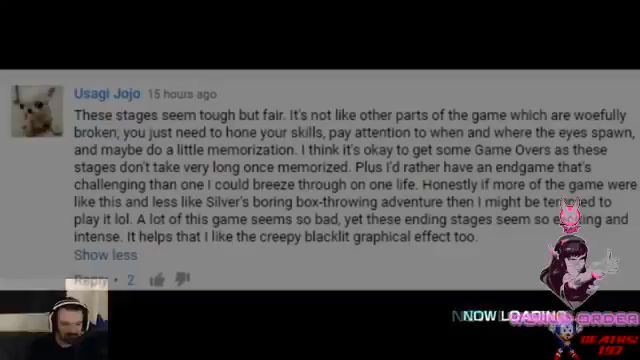 Usagi Jojo 15 hours ago
These stages seem tough but fair. It's not like other parts of the game which are woefully
broken, you just need to hone your skills, pay attention to when and where the eyes spawn,
and maybe do a little memorization. I think it's okay to get some Game Overs as these
stages don't take very long once memorized. Plus I'd rather have an endgame that's
challenging than one I could breeze through on one life. Honestly if more of the game were
like this and less like Silver's boring box-throwing adventure then I might be tempted to
play it lol. A lot of this game seems so bad, yet these ending stages seem so exciting and
intense. It helps that I like the creepy blacklit graphical effect too.
Show less
Reply • 2
NOW LOADING
ORDER
DEATHS:
193